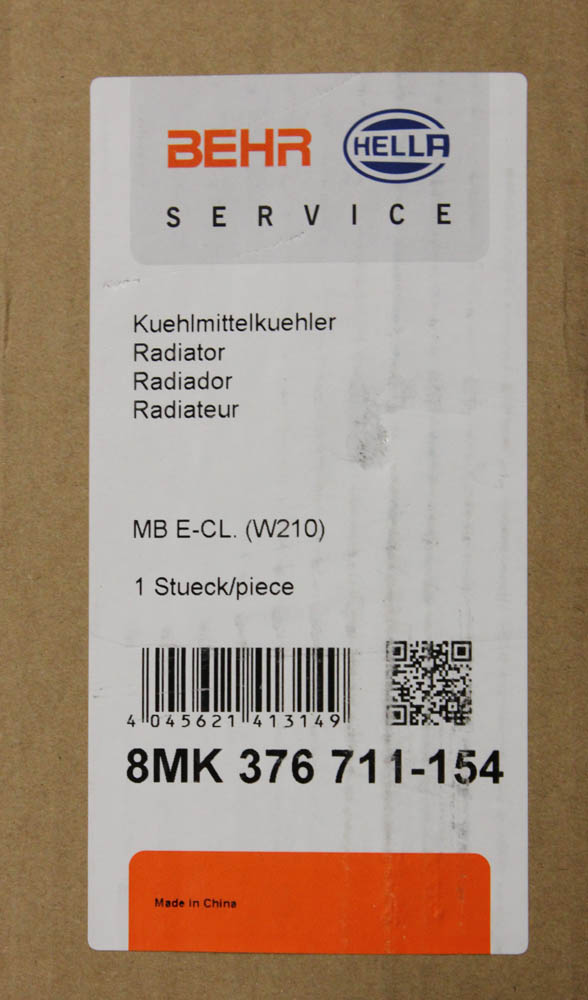 BEHR HELLA
SERVICE
Kuehlmittelkuehler
Radiator
Radiador
Radiateur
MB E-CL. (W210)
1 Stueck/piece
4 045621 413149
8MK 376 711-154
Made in China